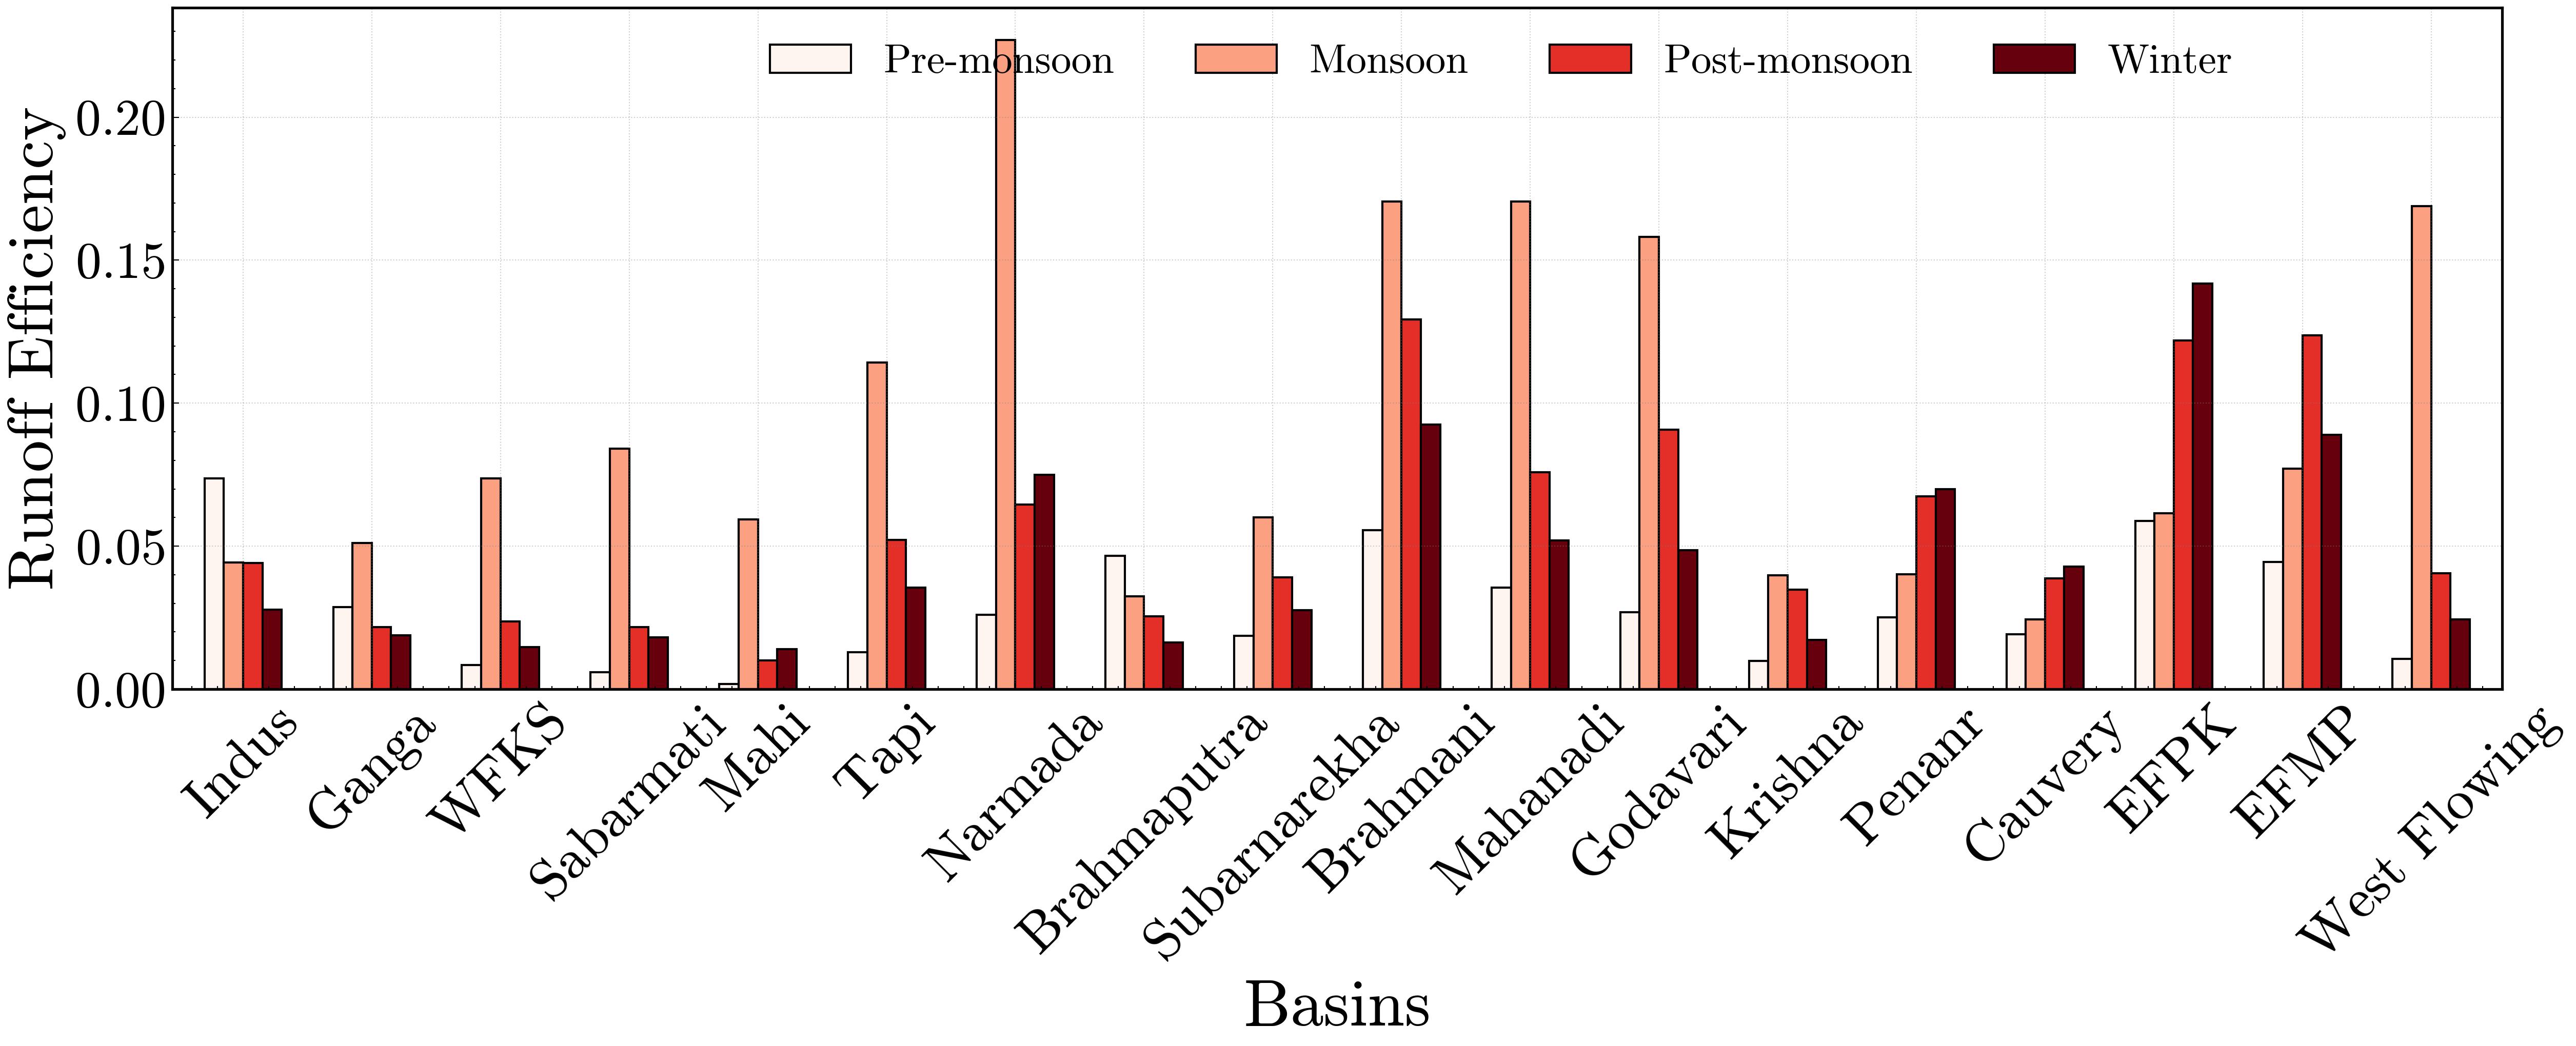 Pre-monsoon
Monsoon
Post-monsoon
Winter
Runoff Efficiency
0.20
0.15
0.10
0.05
0.00
Indus
Ganga
WFKS
Sabarmati
Mahi
Tapi
Narmada
Brahmaputra
Subarnarekha
Brahmani
Mahanadi
Godavari
Krishna
Penanr
Cauvery
EFPK
EFMP
West Flowing
Basins